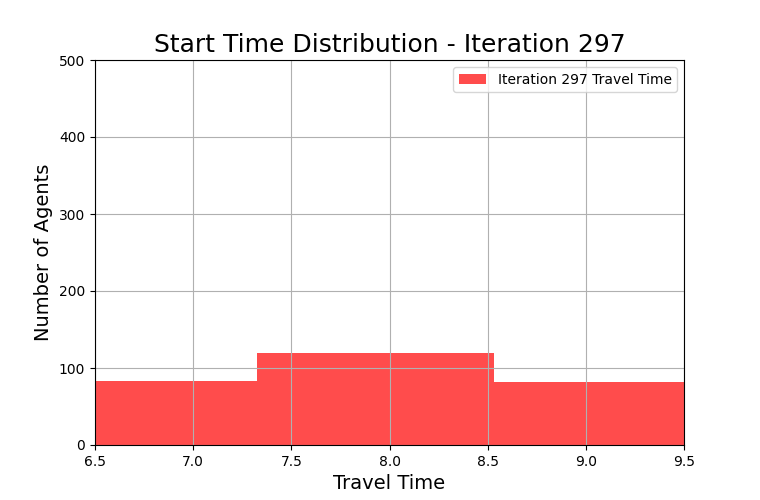 Start Time Distribution - Iteration 297
Iteration 297 Travel Time
Number of Agents
500
400
300
200
100
0
6.5 7.0 7.5 8.0 8.5 9.0 9.5
Travel Time